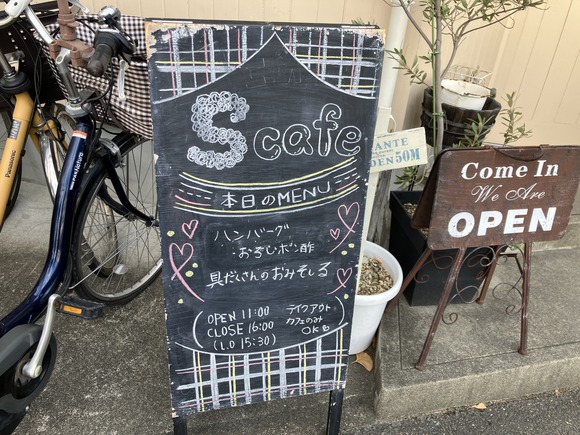 S cafe
本日のMENU
ハンバーグ
:おろしポン酢
具だくさんのおみそしる
OPEN 11:00
CLOSE 16:00
(L.O 15:30)
テイクアウト
カフェのみ
OK
Come In
We Are
OPEN
50M
Panasonic